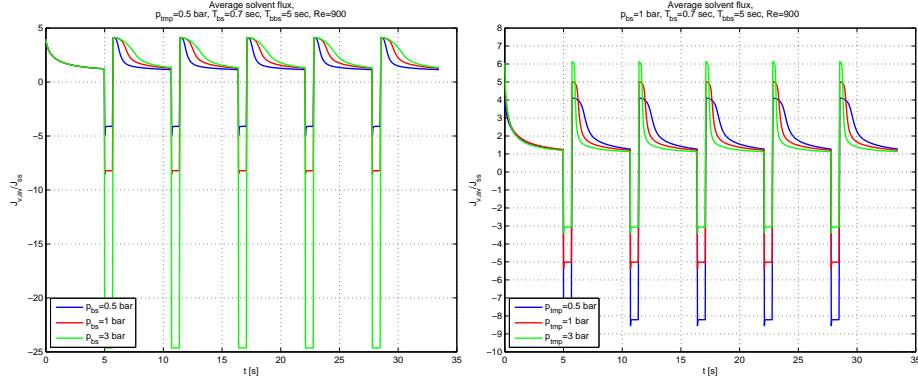 Average solvent flux,
p_tmp=0.5 bar, T_bs=0.7 sec, T_bbs=5 sec, Re=900
5
0
-5
-10
-15
-20
-25
J_v,av/J_ss
p_bs=0.5 bar
p_bs=1 bar
p_bs=3 bar
0 5 10 15 20 25 30 35
t [s]
Average solvent flux,
p_bs=1 bar, T_bs=0.7 sec, T_bbs=5 sec, Re=900
8
7
6
5
4
3
2
1
0
-1
-2
-3
-4
-5
-6
-7
-8
-9
-10
J_v,av/J_ss
p_tmp=0.5 bar
p_tmp=1 bar
p_tmp=3 bar
0 5 10 15 20 25 30 35
t [s]